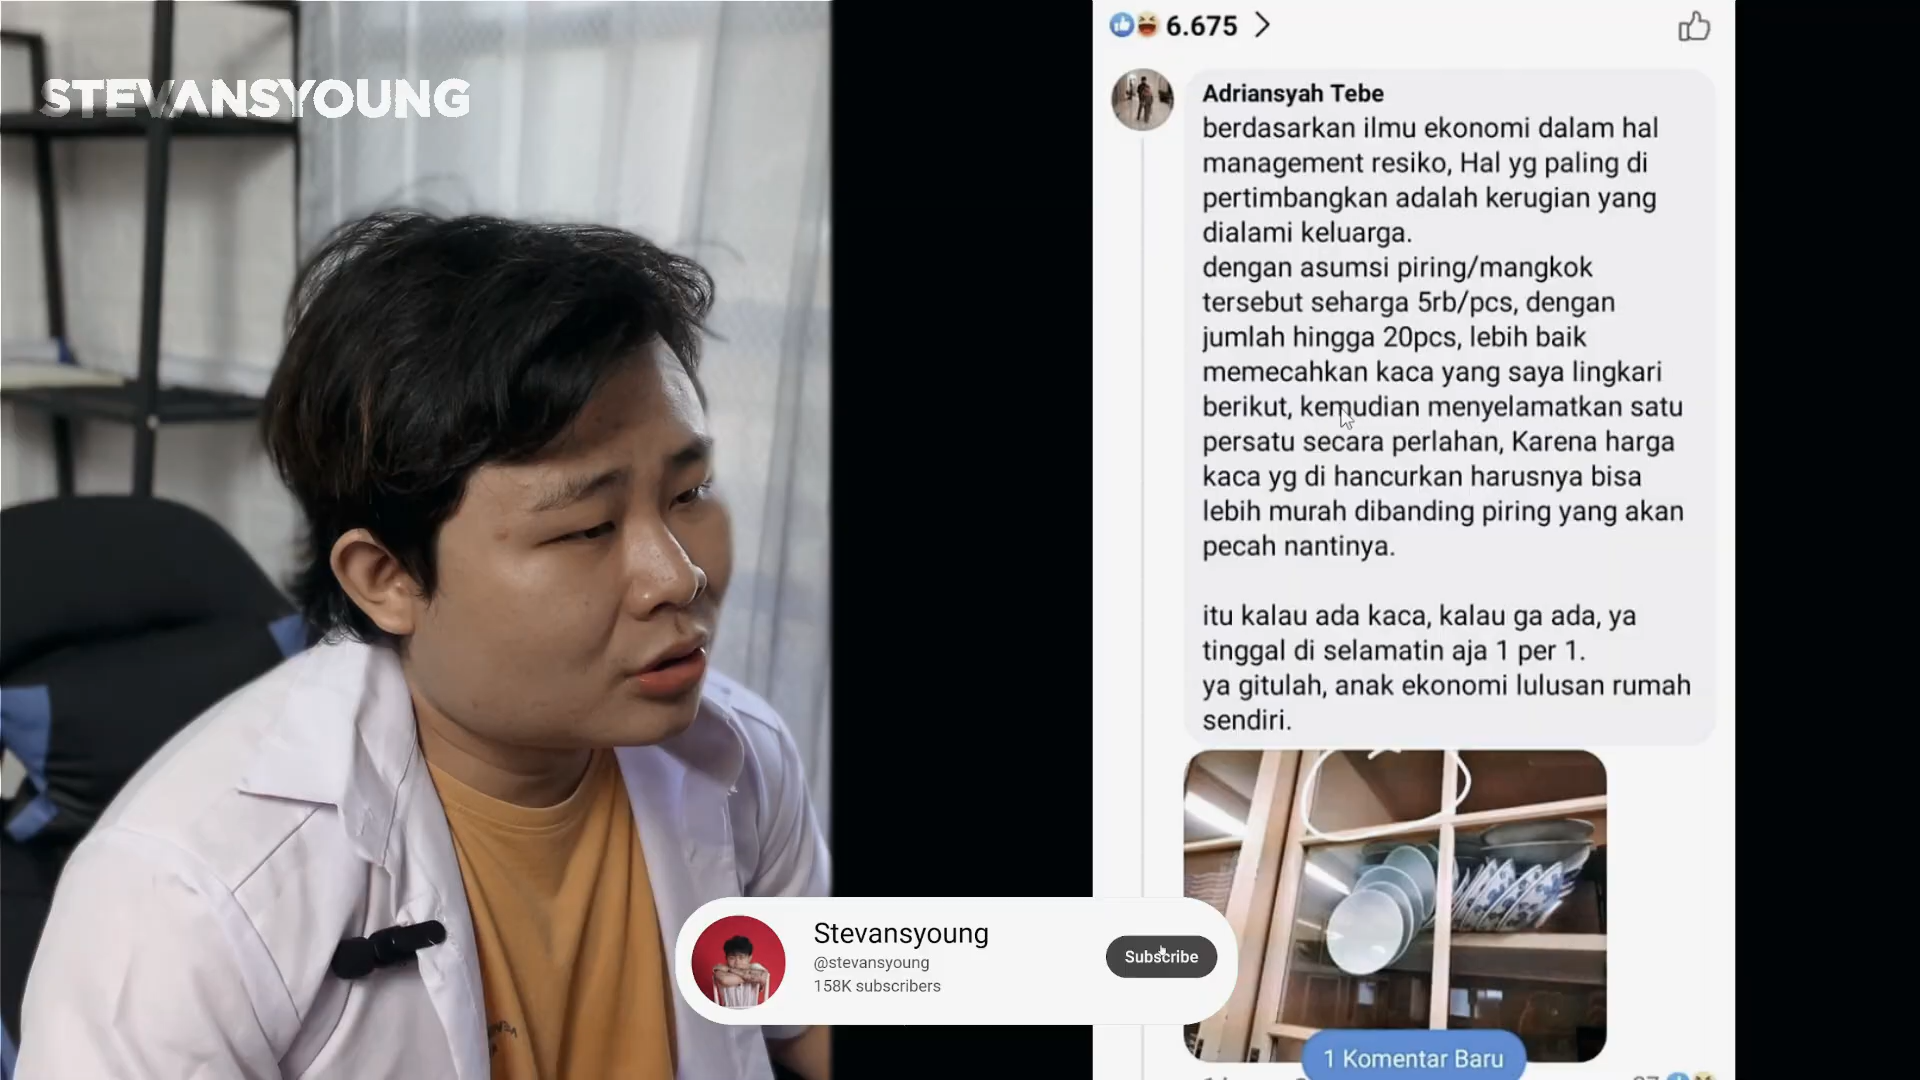 STEVANSYOUNG
6.675
Adriansyah Tebe
berdasarkan ilmu ekonomi dalam hal
management resiko, Hal yg paling di
pertimbangkan adalah kerugian yang
dialami keluarga.
dengan asumsi piring/mangkok
tersebut seharga 5rb/pcs, dengan
jumlah hingga 20pcs, lebih baik
memecahkan kaca yang saya lingkari
berikut, kemudian menyelamatkan satu
persatu secara perlahan, Karena harga
kaca yg di hancurkan harusnya bisa
lebih murah dibanding piring yang akan
pecah nantinya.
itu kalau ada kaca, kalau ga ada, ya
tinggal di selamatin aja 1 per 1.
ya gitulah, anak ekonomi lulusan rumah
sendiri.
Stevansyoung
@stevansyoung
158K subscribers
Subscribe
1 Komentar Baru